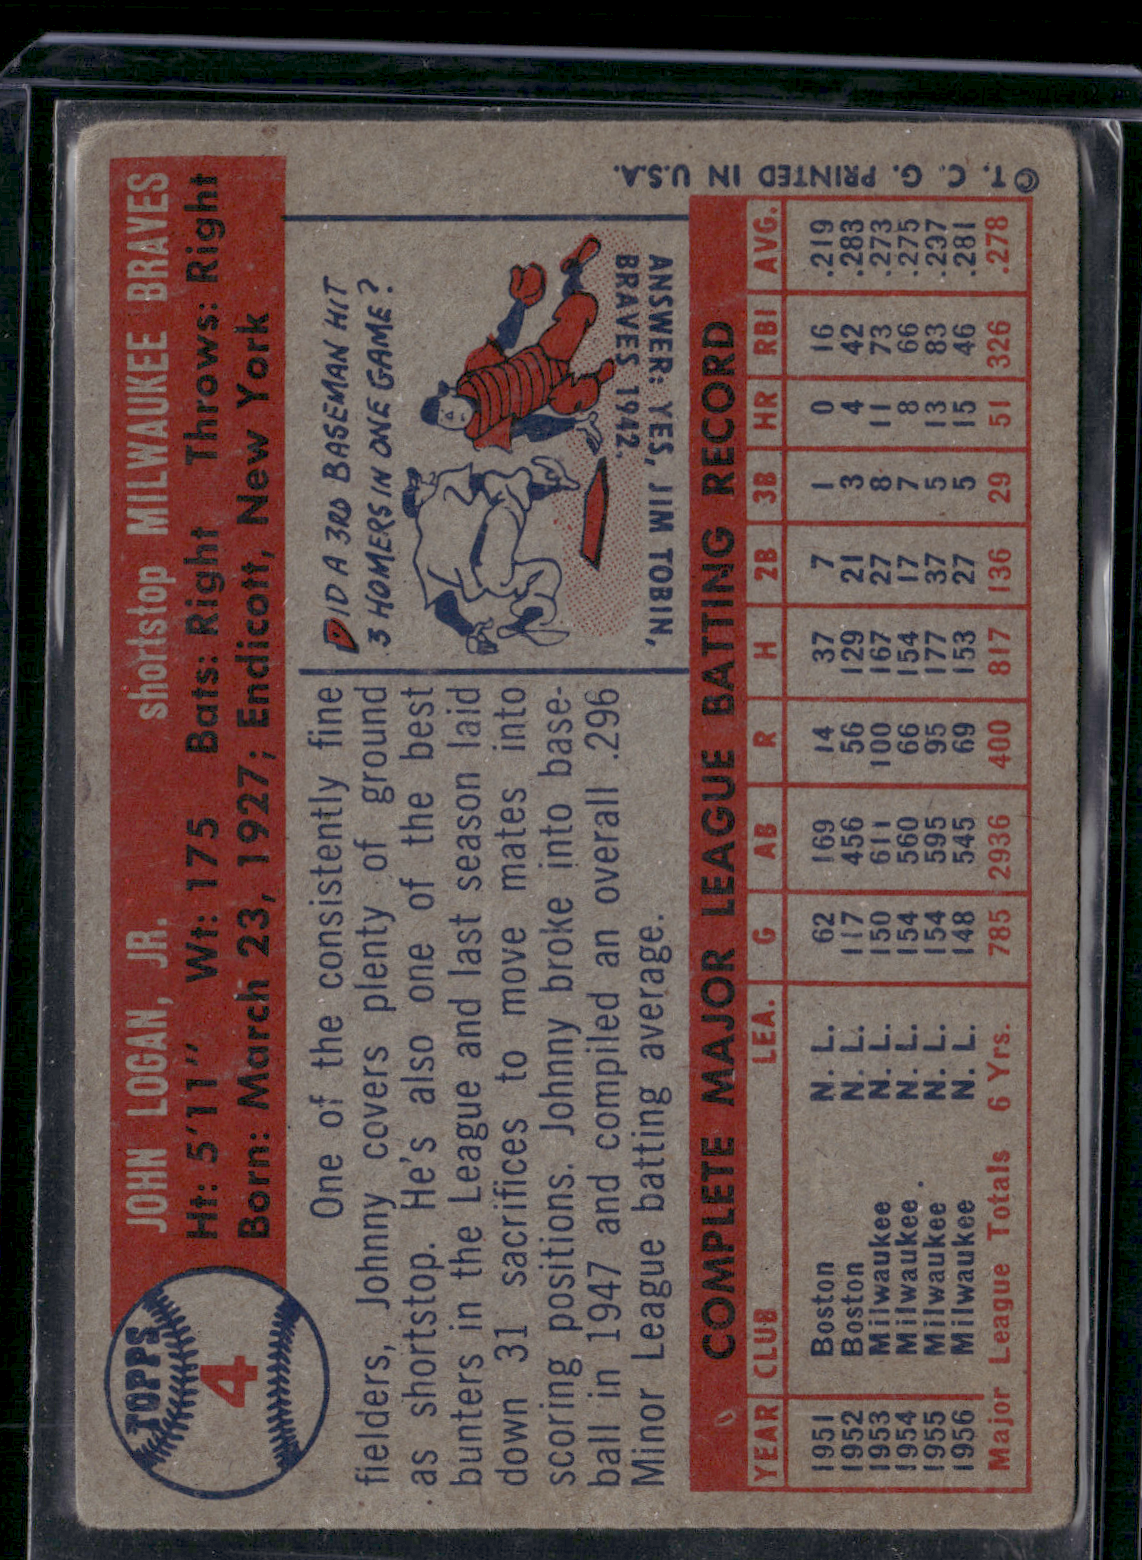 TOPPS
4
JOHN LOGAN, JR. shortstop MILWAUKEE BRAVES
Ht: 5'11" Wt: 175 Bats: Right Throws: Right
Born: March 23, 1927; Endicott, New York
One of the consistently fine
fielders, Johnny covers plenty of ground
as shortstop. He's also one of the best
bunters in the League and last season laid
down 31 sacrifices to move mates into
scoring positions. Johnny broke into base-
ball in 1947 and compiled an overall .296
Minor League batting average.
DID A 3RD BASEMAN HIT
3 HOMERS IN ONE GAME?
ANSWER: YES, JIM TOBIN,
BRAVES, 1942.
COMPLETE MAJOR LEAGUE BATTING RECORD
YEAR CLUB LEA. G AB R H 2B 3B HR RBI AVG.
1951 Boston N. L. 62 169 14 37 7 1 0 16 .219
1952 Boston N. L. 117 456 56 129 21 3 4 42 .283
1953 Milwaukee N. L. 150 611 100 167 27 8 11 73 .273
1954 Milwaukee N. L. 154 560 66 154 17 7 8 66 .275
1955 Milwaukee N. L. 154 595 95 177 37 5 13 83 .297
1956 Milwaukee N. L. 148 545 69 153 27 5 15 46 .281
Major League Totals 6 Yrs. 785 2936 400 817 136 29 51 326 .278
© T. C. G. PRINTED IN U.S.A.